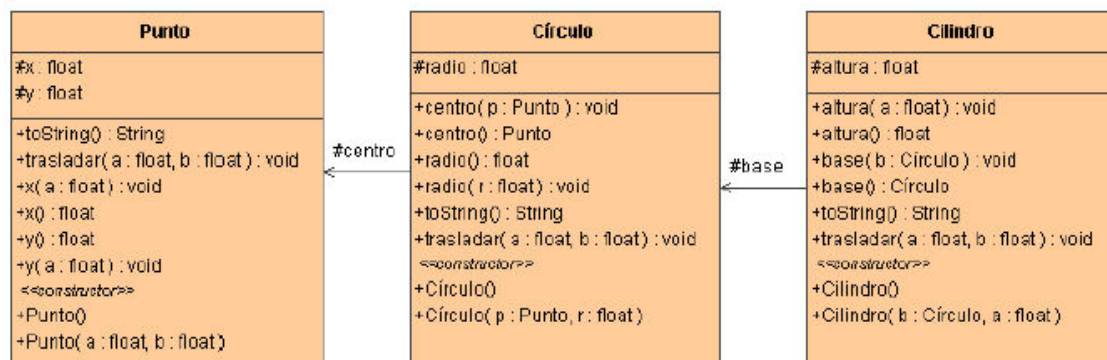 Punto
#x : float
#y : float
+toString() : String
+trasladar( a : float, b : float ) : void
+x( a : float ) : void
+x() : float
+y() : float
+y( a : float ) : void
<<constructor>>
+Punto()
+Punto( a : float, b : float )
#centro
Círculo
#radio : float
+centro( p : Punto ) : void
+centro() : Punto
+radio() : float
+radio( r : float ) : void
+toString() : String
+trasladar( a : float, b : float ) : void
<<constructor>>
+Círculo()
+Círculo( p : Punto, r : float )
#base
Cilindro
#altura : float
+altura( a : float ) : void
+altura() : float
+base( b : Círculo ) : void
+base() : Círculo
+toString() : String
+trasladar( a : float, b : float ) : void
<<constructor>>
+Cilindro()
+Cilindro( b : Círculo, a : float )